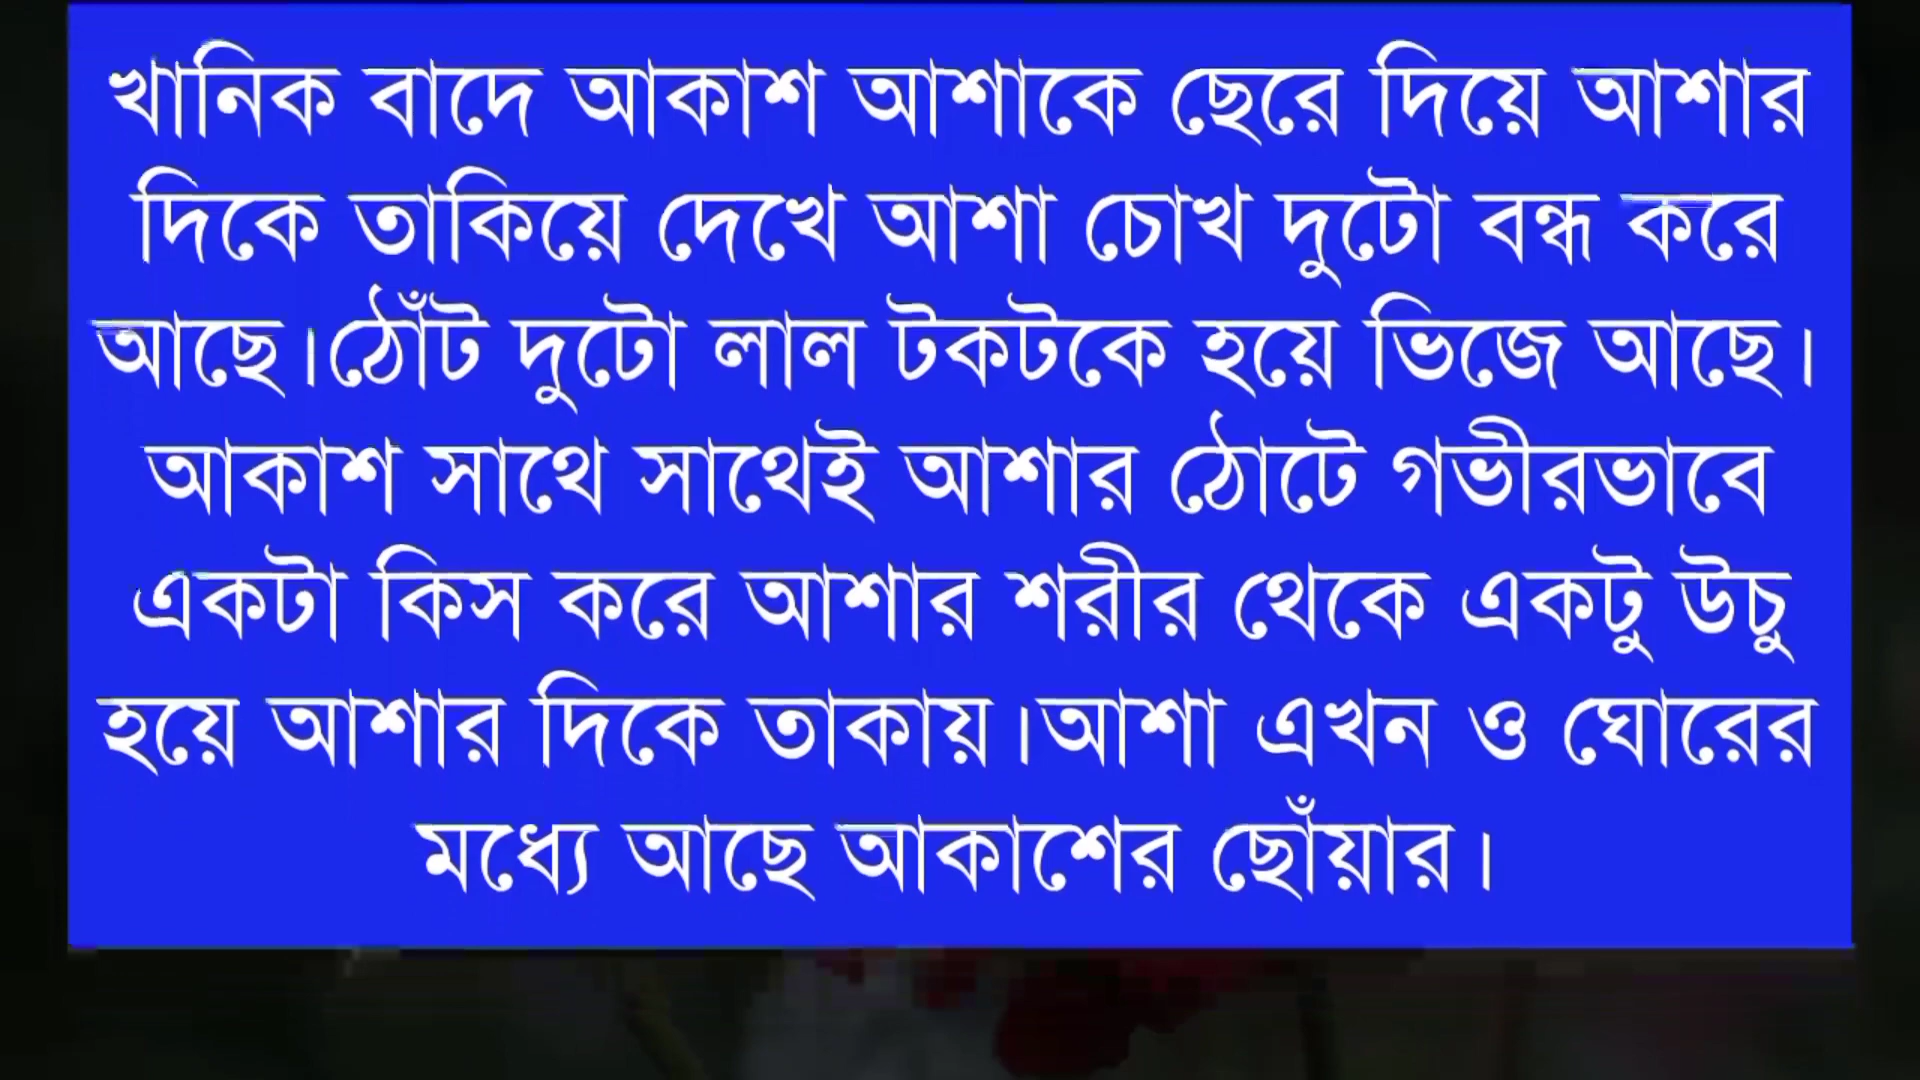 খানিক বাদে আকাশ আশাকে ছেরে দিয়ে আশার
দিকে তাকিয়ে দেখে আশা চোখ দুটো বন্ধ করে
আছে।ঠোঁট দুটো লাল টকটকে হয়ে ভিজে আছে।
আকাশ সাথে সাথেই আশার ঠোটে গভীরভাবে
একটা কিস করে আশার শরীর থেকে একটু উচু
হয়ে আশার দিকে তাকায়।আশা এখন ও ঘোরের
মধ্যে আছে আকাশের ছোঁয়ার।